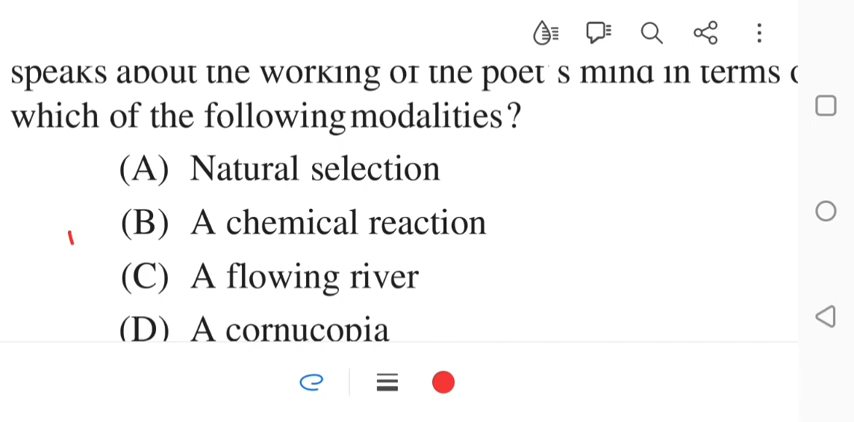 speaks about the working of the poet's mind in terms
which of the following modalities?
(A) Natural selection
(B) A chemical reaction
(C) A flowing river
(D) A cornucopia